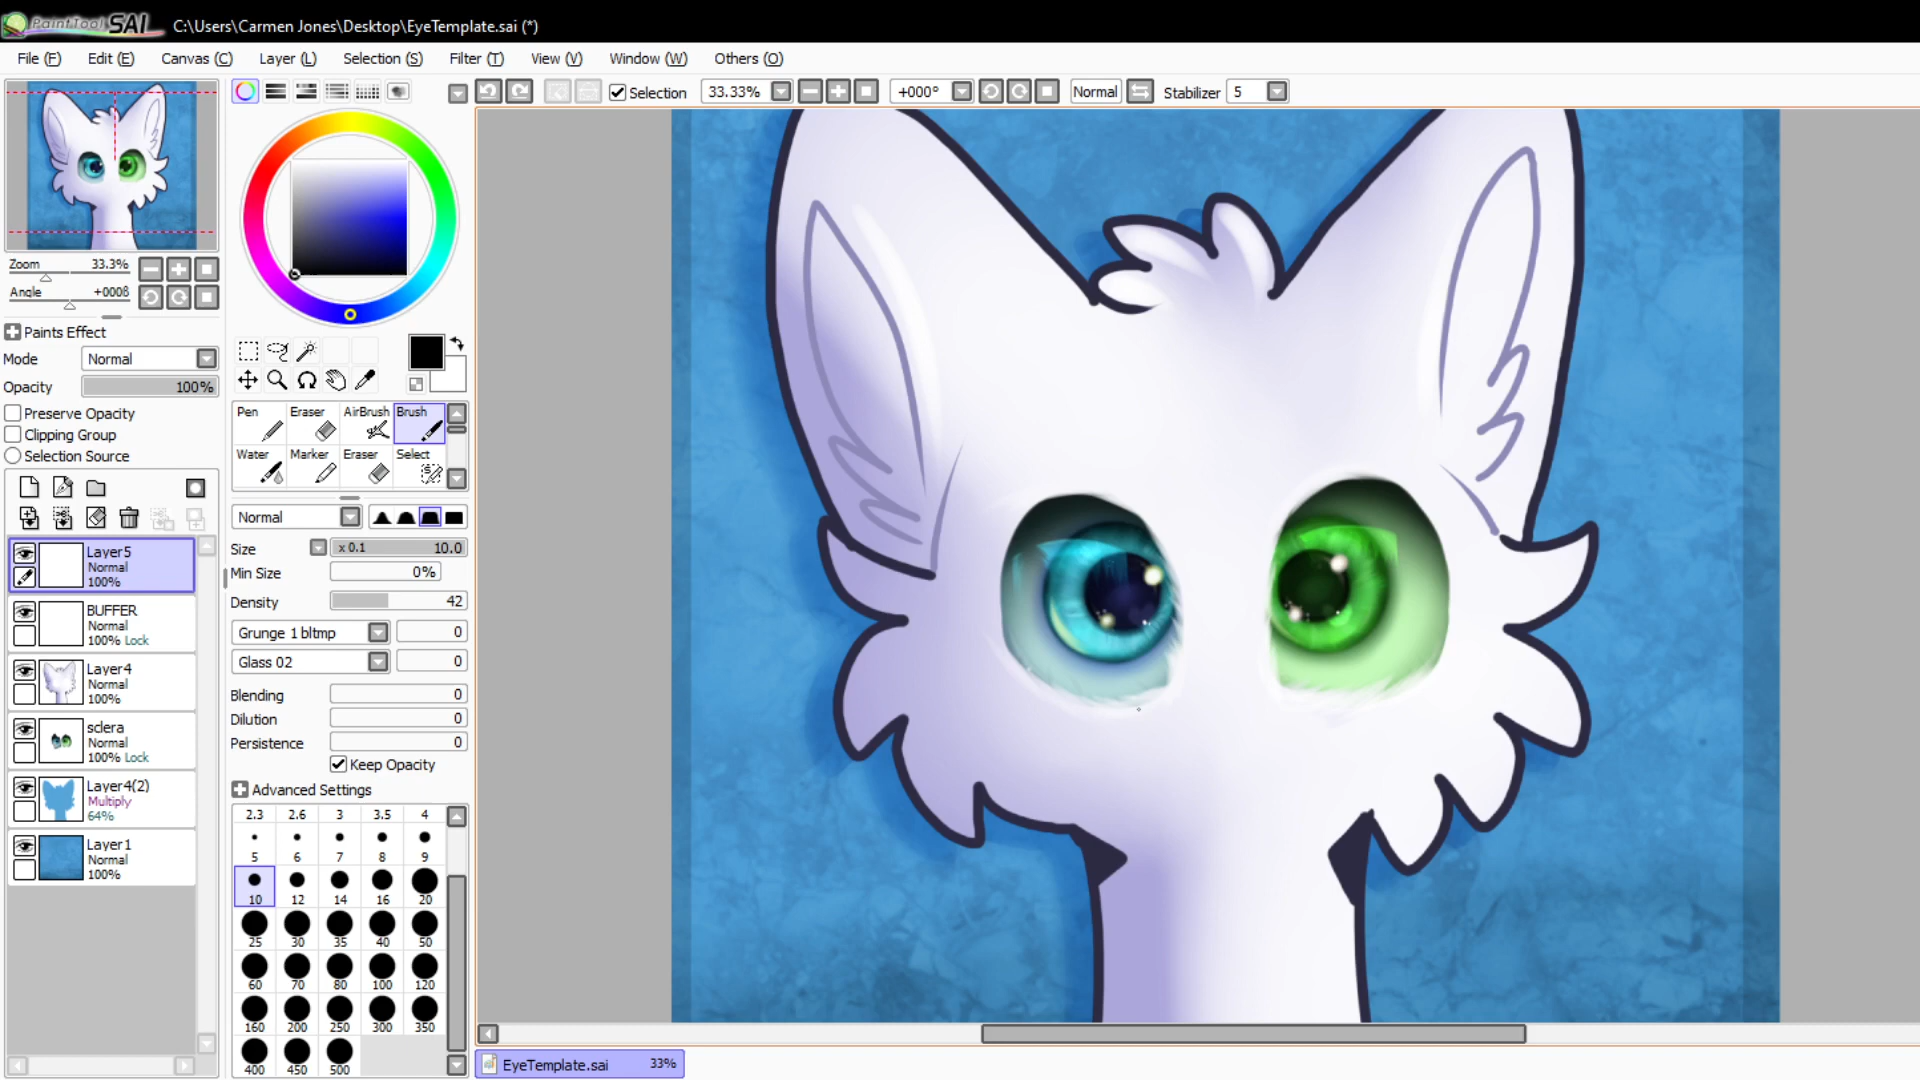 PaintTool SAI C:\Users\Carmen Jones\Desktop\EyeTemplate.sai (*)
File (F) Edit (E) Canvas (C) Layer (L) Selection (S) Filter (T) View (V) Window (W) Others (O)
Selection 33.33% +000° Normal Stabilizer 5
Zoom 33.3%
Angle +000ß
Paints Effect
Mode Normal
Opacity 100%
Preserve Opacity
Clipping Group
Selection Source
Layer5
Normal
100%
BUFFER
Normal
100% Lock
Layer4
Normal
100%
sclera
Normal
100% Lock
Layer4(2)
Multiply
64%
Layer1
Normal
100%
Pen Eraser AirBrush Brush
Water Marker Eraser Select
Normal
Size x 0.1 10.0
Min Size 0%
Density 42
Grunge 1 bltmp 0
Glass 02 0
Blending 0
Dilution 0
Persistence 0
Keep Opacity
Advanced Settings
2.3 2.6 3 3.5 4
5 6 7 8 9
10 12 14 16 20
25 30 35 40 50
60 70 80 100 120
160 200 250 300 350
400 450 500
EyeTemplate.sai 33%